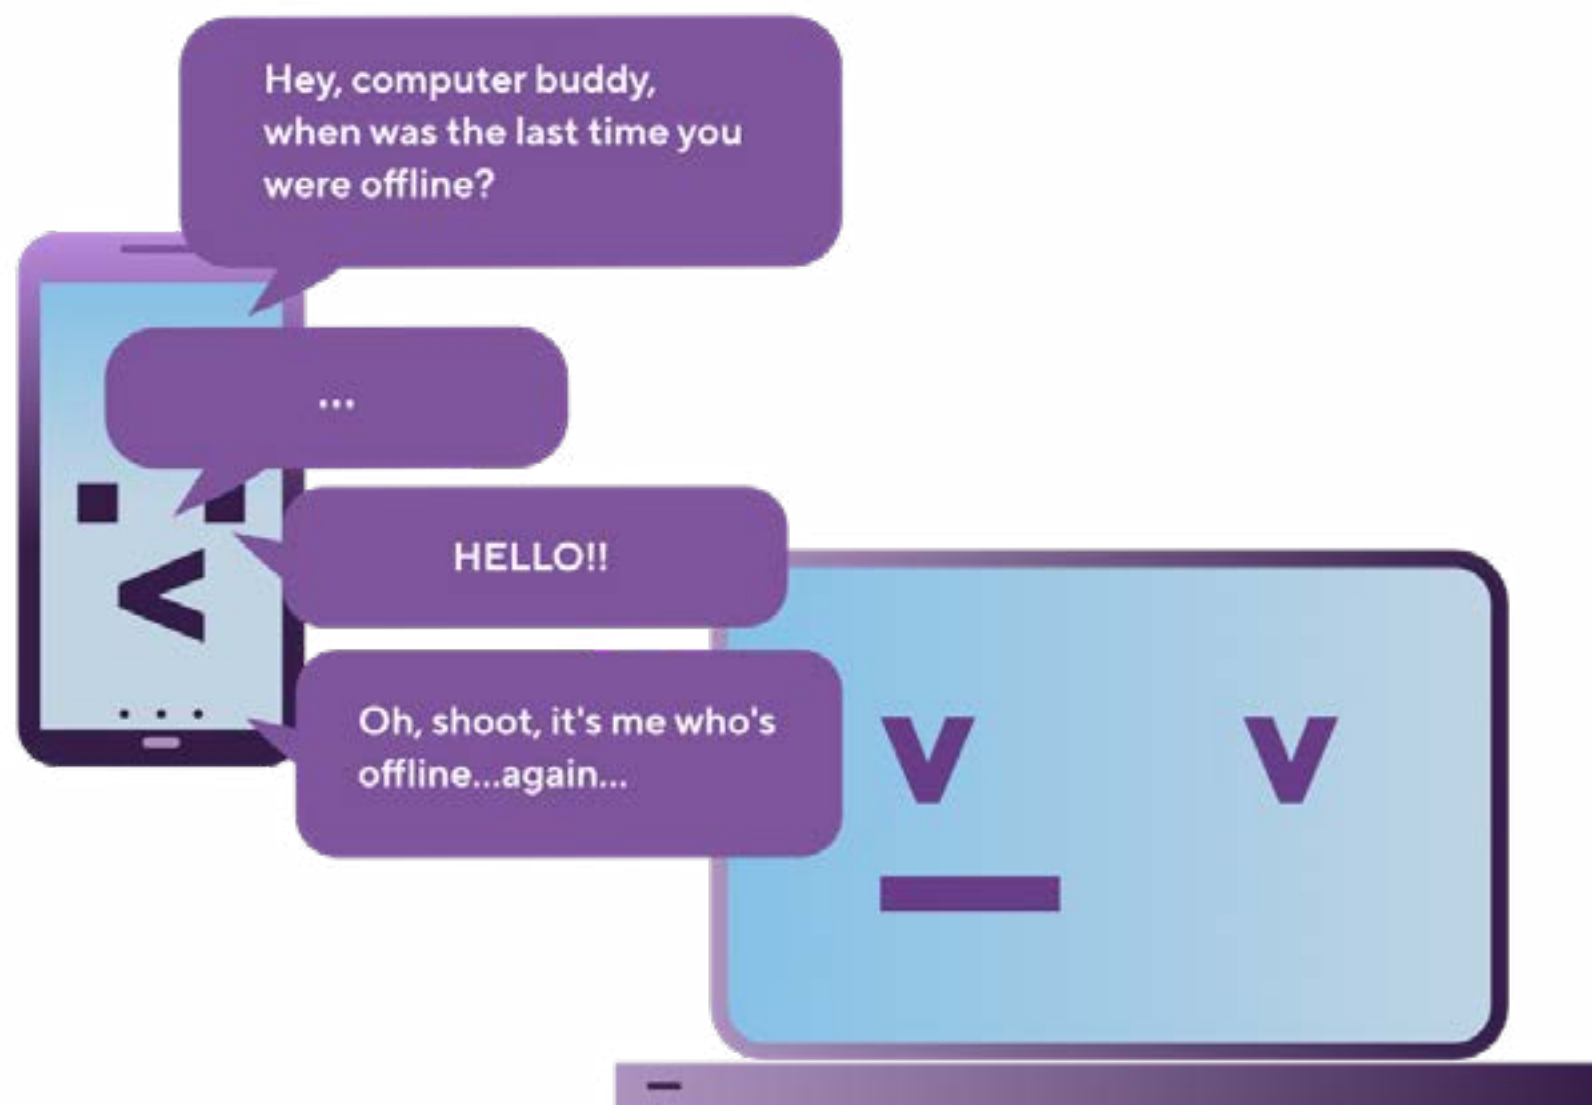 Hey, computer buddy,
when was the last time you
were offline?
...
HELLO!!
Oh, shoot, it's me who's
offline...again...